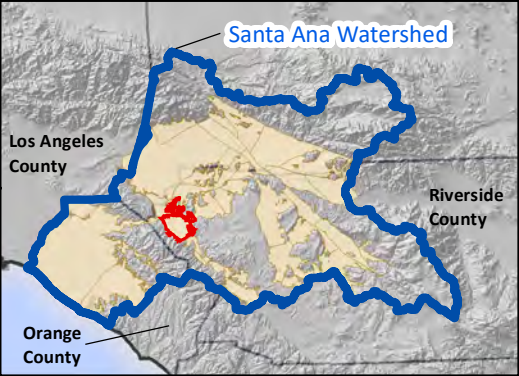 Santa Ana Watershed
Los Angeles
County
Riverside
County
Orange
County